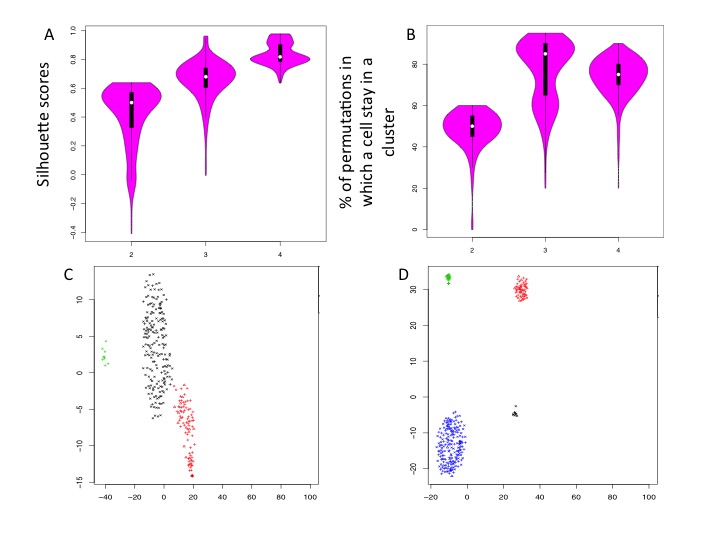 A
Silhouette scores
1.0
0.8
0.6
0.4
0.2
0.0
−0.2
−0.4
2 3 4
B
% of permutations in
which a cell stay in a
cluster
80
60
40
20
0
2 3 4
C
10
5
0
−5
−10
−15
−40 −20 0 20 40 60 80 100
D
30
20
10
0
−10
−20
−20 0 20 40 60 80 100